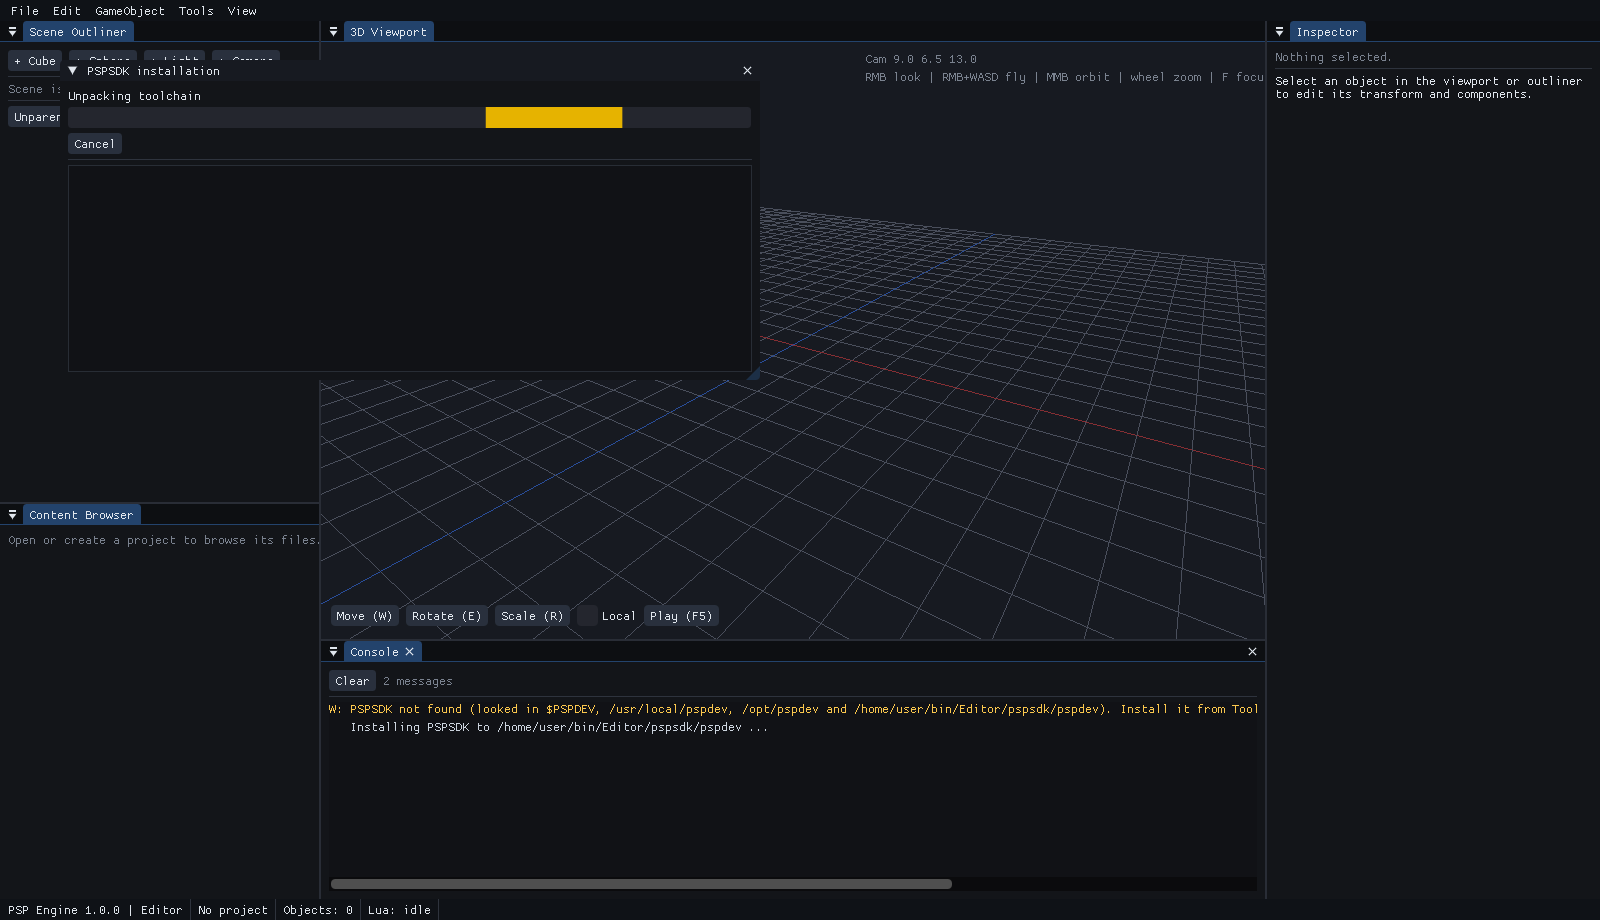 File Edit GameObject Tools View
Scene Outliner
3D Viewport
Inspector
+ Cube
PSPSDK installation
Unpacking toolchain
Cancel
Scene is
Cam 9.0 6.5 13.0
RMB look | RMB+WASD fly | MMB orbit | wheel zoom | F focu
Nothing selected.
Select an object in the viewport or outliner
to edit its transform and components.
Content Browser
Open or create a project to browse its files.
Move (W) Rotate (E) Scale (R) Local Play (F5)
Console
Clear 2 messages
W: PSPSDK not found (looked in $PSPDEV, /usr/local/pspdev, /opt/pspdev and /home/user/bin/Editor/pspsdk/pspdev). Install it from Tool
Installing PSPSDK to /home/user/bin/Editor/pspsdk/pspdev ...
PSP Engine 1.0.0 | Editor No project Objects: 0 Lua: idle